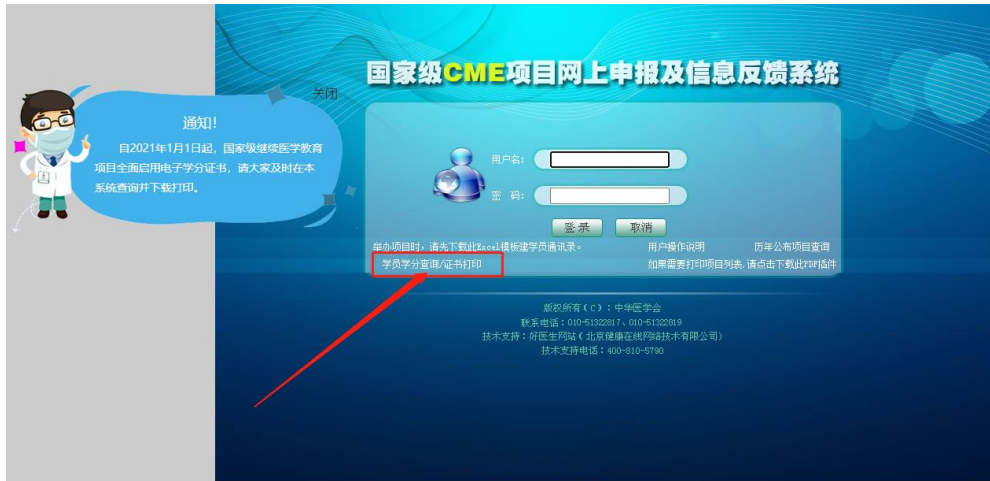 国家级CME项目网上申报及信息反馈系统
关闭
通知!
自2021年1月1日起，国家级继续医学教育
项目全面启用电子学分证书，请大家及时在本
系统查询并下载打印。
用户名：
密 码：
登录 取消
举办项目时，请先下载此Excel模板建学员通讯录。 用户操作说明 历年公布项目查询
学员学分查询/证书打印 如果需要打印项目列表,请点击下载此PDF插件
版权所有(C)：中华医学会
联系电话：010-51322817、010-51322819
技术支持：好医生网站(北京健康在线网络技术有限公司)
技术支持电话：400-810-5790